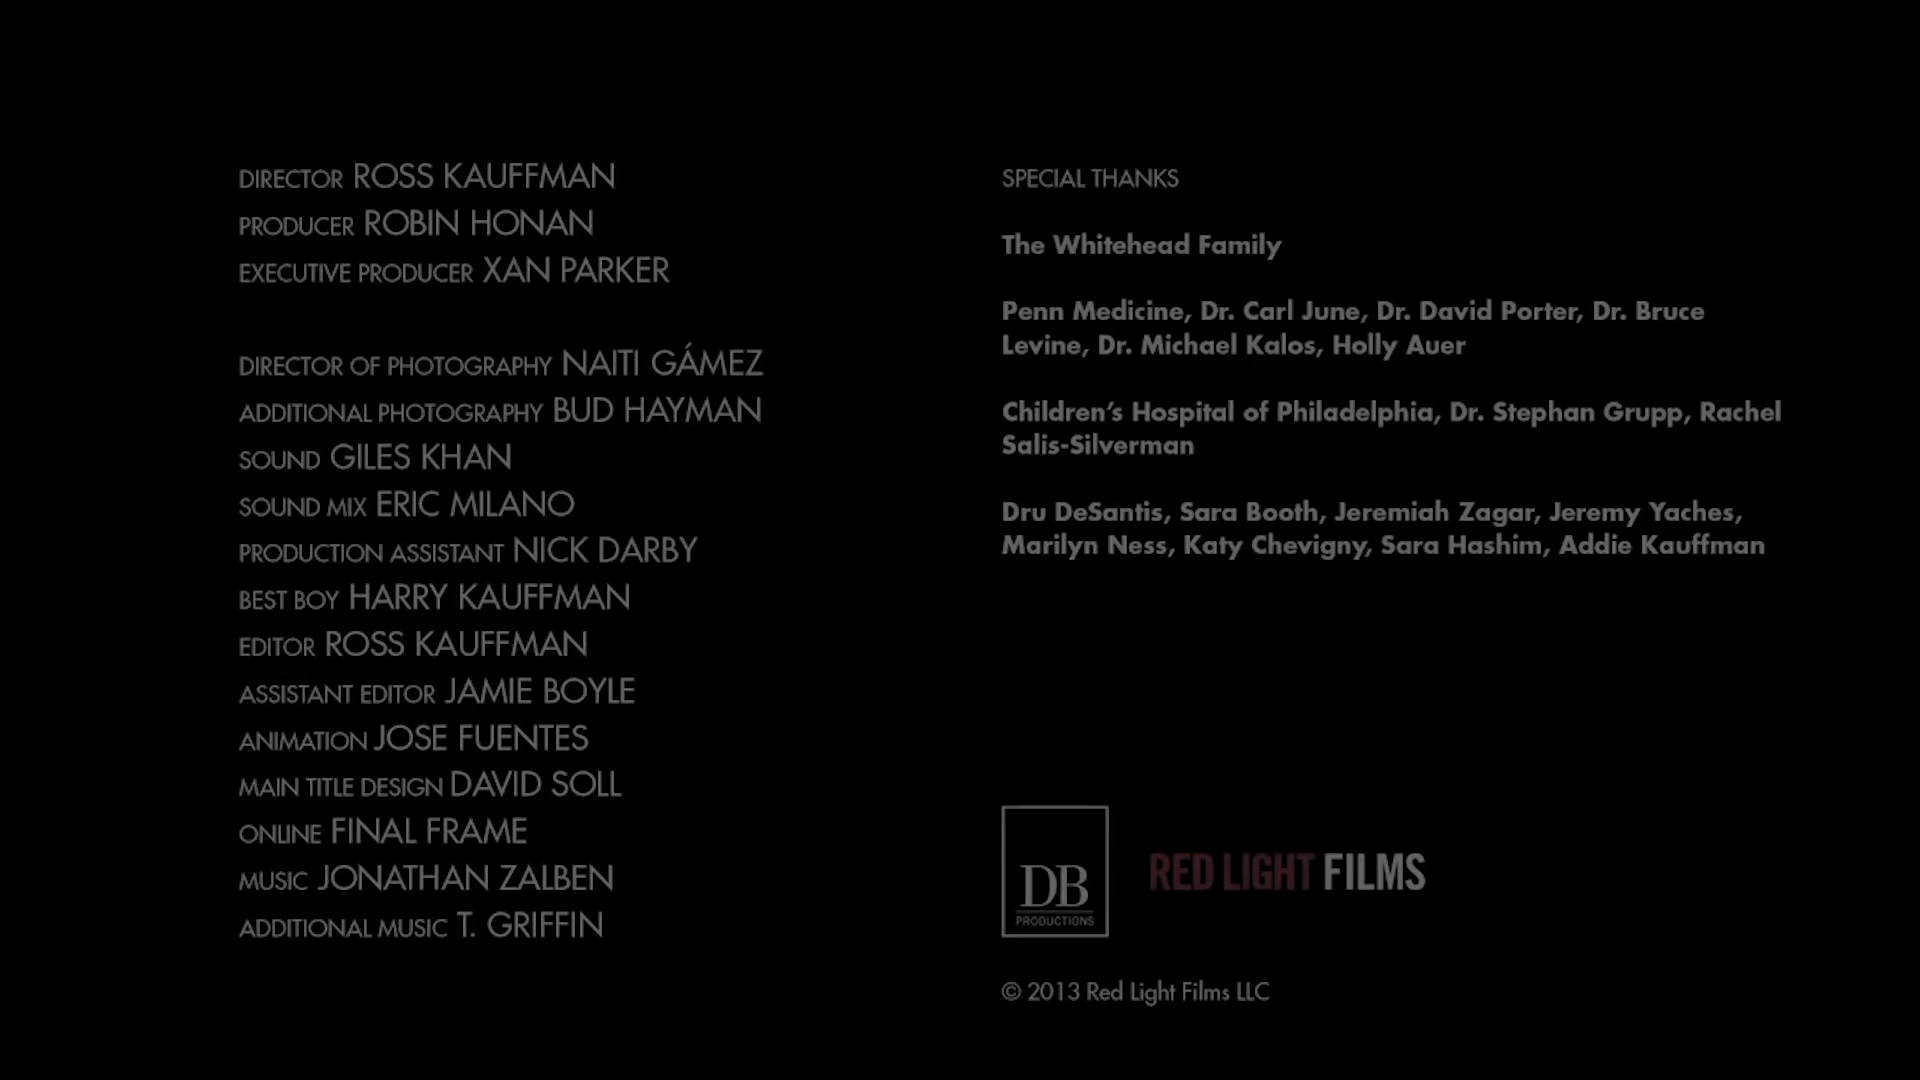 DIRECTOR ROSS KAUFFMAN
PRODUCER ROBIN HONAN
EXECUTIVE PRODUCER XAN PARKER
DIRECTOR OF PHOTOGRAPHY NAITI GÁMEZ
ADDITIONAL PHOTOGRAPHY BUD HAYMAN
SOUND GILES KHAN
SOUND MIX ERIC MILANO
PRODUCTION ASSISTANT NICK DARBY
BEST BOY HARRY KAUFFMAN
EDITOR ROSS KAUFFMAN
ASSISTANT EDITOR JAMIE BOYLE
ANIMATION JOSE FUENTES
MAIN TITLE DESIGN DAVID SOLL
ONLINE FINAL FRAME
MUSIC JONATHAN ZALBEN
ADDITIONAL MUSIC T. GRIFFIN
SPECIAL THANKS
The Whitehead Family
Penn Medicine, Dr. Carl June, Dr. David Porter, Dr. Bruce
Levine, Dr. Michael Kalos, Holly Auer
Children's Hospital of Philadelphia, Dr. Stephan Grupp, Rachel
Salis-Silverman
Dru DeSantis, Sara Booth, Jeremiah Zagar, Jeremy Yaches,
Marilyn Ness, Katy Chevigny, Sara Hashim, Addie Kauffman
DB
PRODUCTIONS
RED LIGHT FILMS
© 2013 Red Light Films LLC